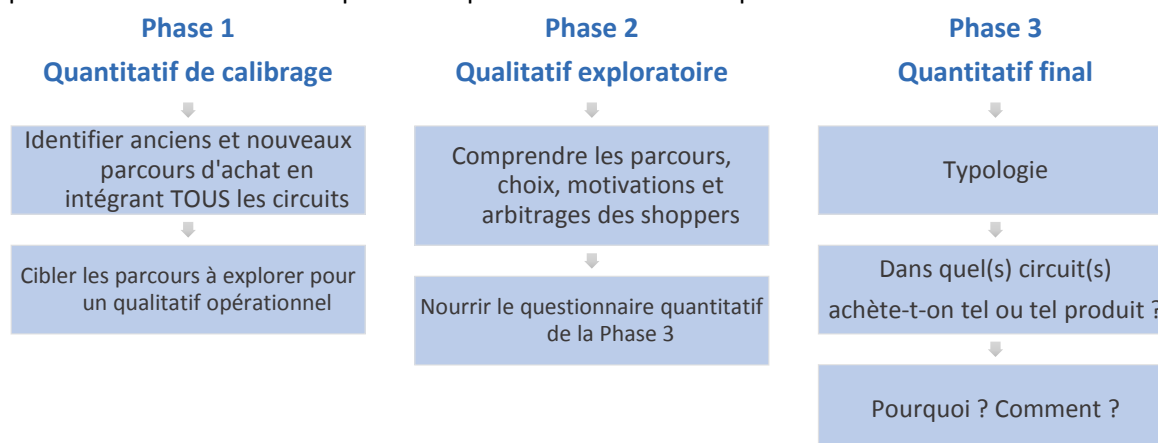 Phase 1
Quantitatif de calibrage
Identifier anciens et nouveaux
parcours d'achat en
intégrant TOUS les circuits
Cibler les parcours à explorer pour
un qualitatif opérationnel
Phase 2
Qualitatif exploratoire
Comprendre les parcours,
choix, motivations et
arbitrages des shoppers
Nourrir le questionnaire quantitatif
de la Phase 3
Phase 3
Quantitatif final
Typologie
Dans quel(s) circuit(s)
achète-t-on tel ou tel produit ?
Pourquoi ? Comment ?